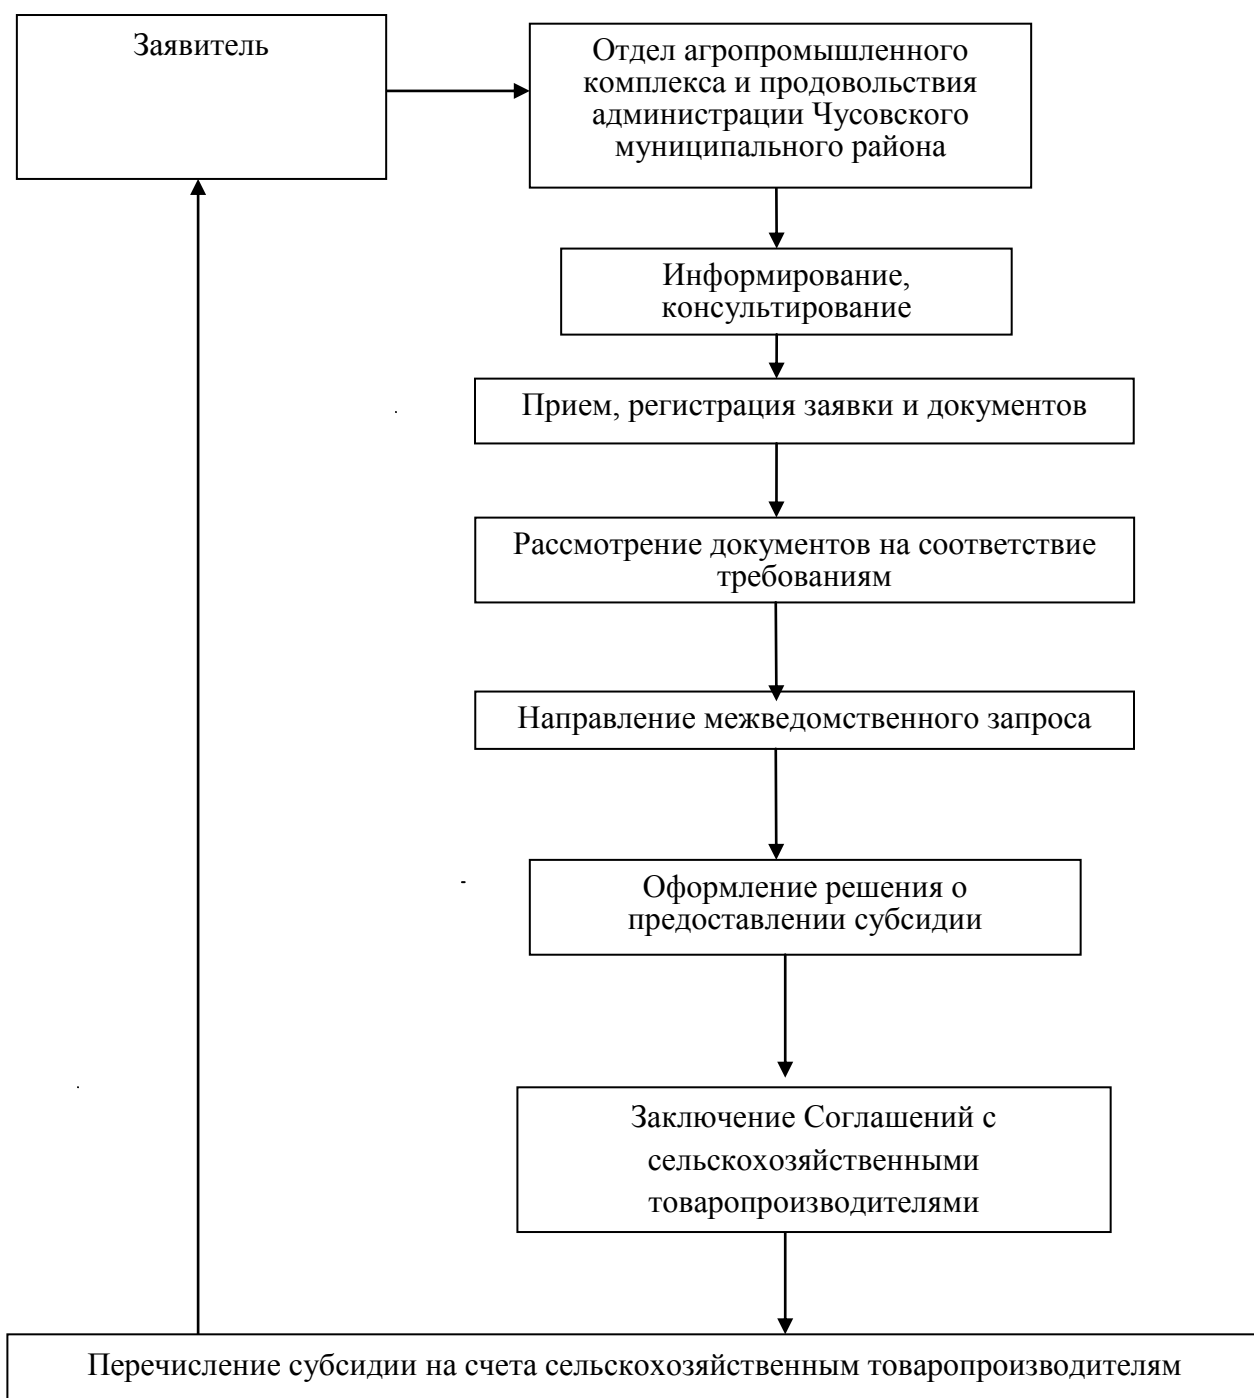 Заявитель
Отдел агропромышленного
комплекса и продовольствия
администрации Чусовского
муниципального района
Информирование,
консультирование
Прием, регистрация заявки и документов
Рассмотрение документов на соответствие
требованиям
Направление межведомственного запроса
Оформление решения о
предоставлении субсидии
Заключение Соглашений с
сельскохозяйственными
товаропроизводителями
Перечисление субсидии на счета сельскохозяйственным товаропроизводителям